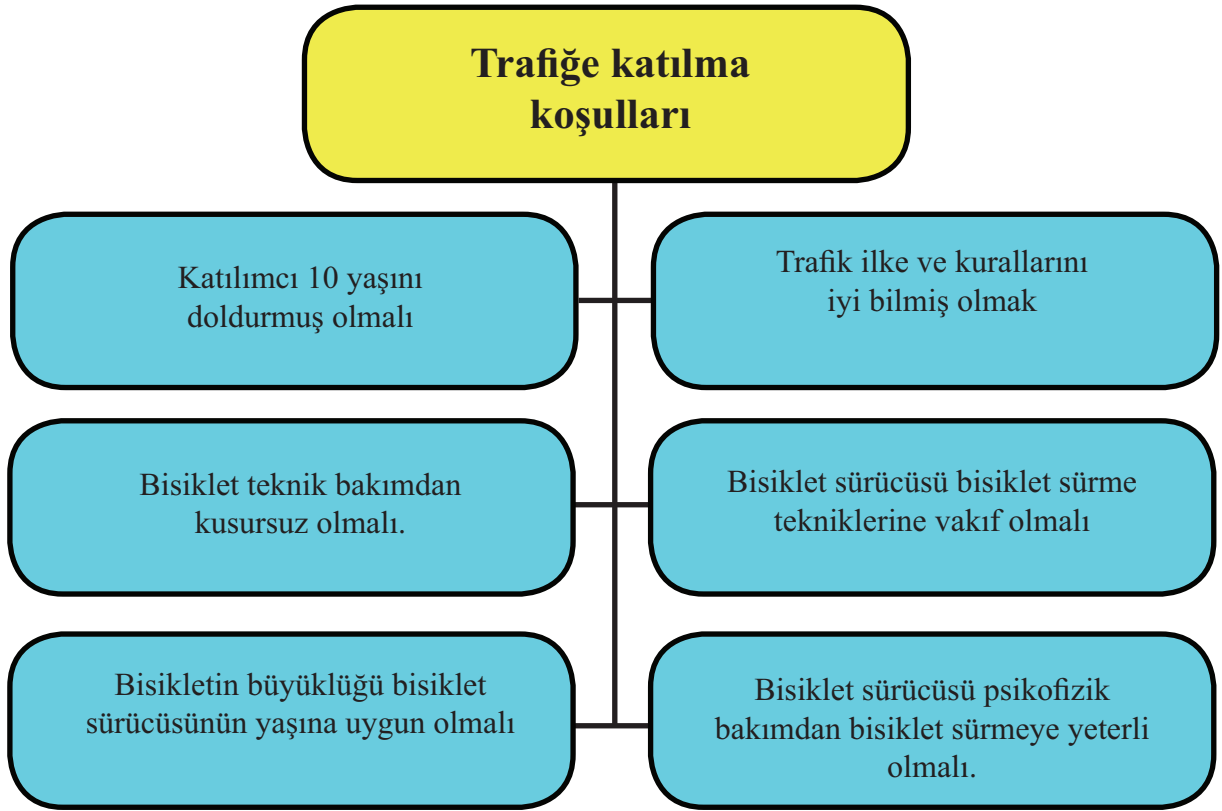 Trafiğe katılma
koşulları
Katılımcı 10 yaşını
doldurmuş olmalı
Trafik ilke ve kurallarını
iyi bilmiş olmak
Bisiklet teknik bakımdan
kusursuz olmalı.
Bisiklet sürücüsü bisiklet sürme
tekniklerine vakıf olmalı
Bisikletin büyüklüğü bisiklet
sürücüsünün yaşına uygun olmalı
Bisiklet sürücüsü psikofizik
bakımdan bisiklet sürmeye yeterli
olmalı.